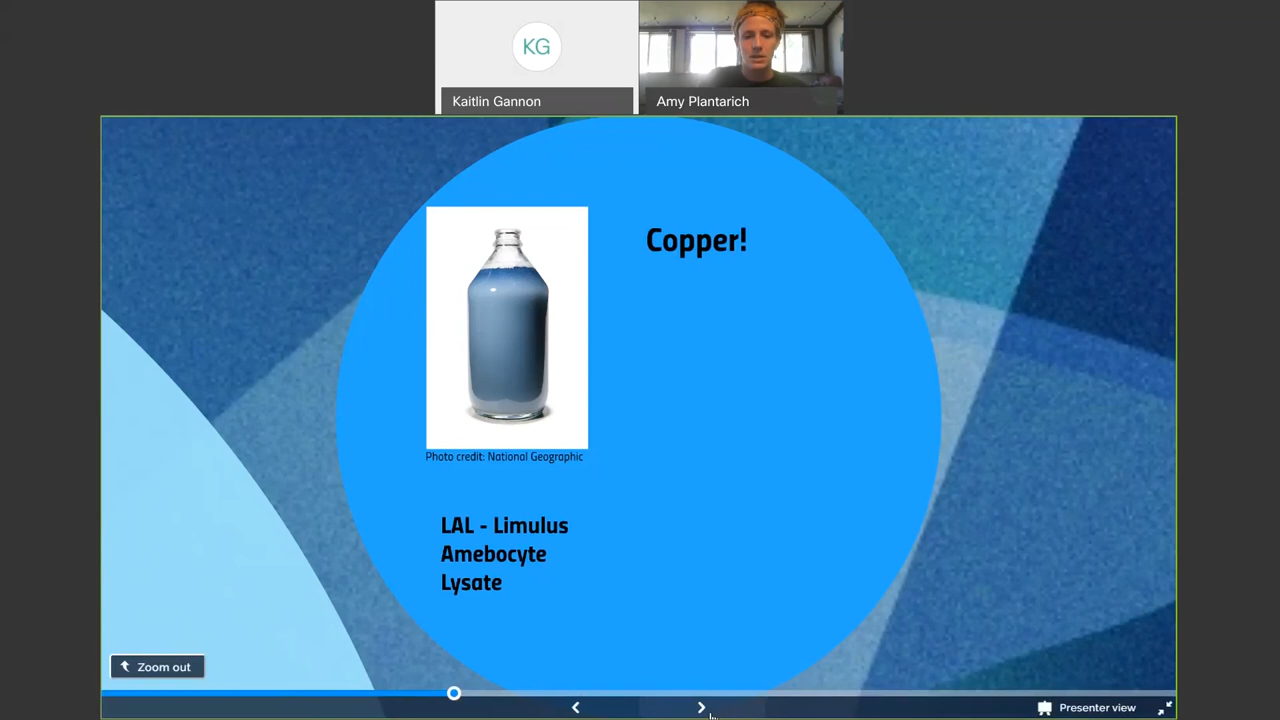 KG
Kaitlin Gannon
Amy Plantarich
Copper!
Photo credit: National Geographic
LAL - Limulus
Amebocyte
Lysate
Zoom out
Presenter view